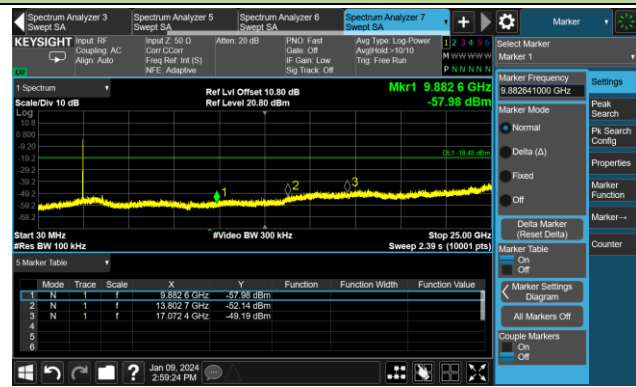 Spectrum Analyzer 3
Swept SA
Spectrum Analyzer 5
Swept SA
Spectrum Analyzer 6
Swept SA
Spectrum Analyzer 7
Swept SA
Marker
KEYSIGHT
Input: RF
Coupling: AC
Align: Auto
Input Z: 50 Ω
Corr CCorr
Freq Ref: Int (S)
NFE: Adaptive
Atten: 20 dB
PNO: Fast
Gate: Off
IF Gain: Low
Sig Track: Off
Avg Type: Log-Power
Avg|Hold:>10/10
Trig: Free Run
1 2 3 4 5 6
M W W W W W
P N N N N N
Select Marker
Marker 1
1 Spectrum
Scale/Div 10 dB
Log
Ref Lvl Offset 10.80 dB
Ref Level 20.80 dBm
Mkr1 9.882 6 GHz
-57.98 dBm
10.8
0.800
-9.20
-19.2
-29.2
-39.2
-49.2
-59.2
-69.2
1
2
3
Start 30 MHz
#Res BW 100 kHz
#Video BW 300 kHz
Stop 25.00 GHz
Sweep 2.39 s (10001 pts)
5 Marker Table
Mode Trace Scale X Y Function Function Width Function Value
1 N 1 f 9.882 6 GHz -57.98 dBm
2 N 1 f 13.802 7 GHz -52.14 dBm
3 N 1 f 17.072 4 GHz -49.19 dBm
4
5
6
Jan 09, 2024
2:59:24 PM
Marker Frequency
9.882641000 GHz
Marker Mode
Normal
Delta (Δ)
Fixed
Off
Delta Marker
(Reset Delta)
Marker Table
On
Off
Marker Settings
Diagram
All Markers Off
Couple Markers
On
Off
Settings
Peak
Search
Pk Search
Config
Properties
Marker
Function
Marker→
Counter